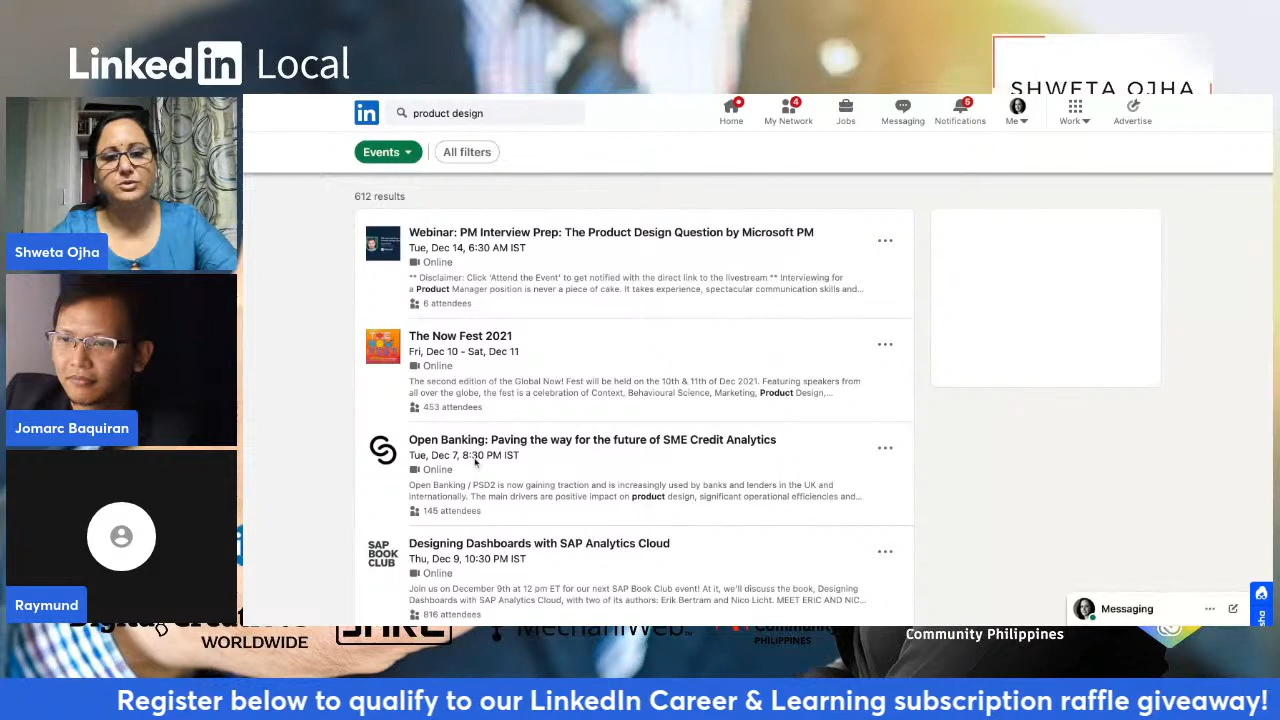 Linked in Local
SHWETA OJHA
product design
Home
4
My Network
Jobs
Messaging
6
Notifications
Me
Work
Advertise
Events
All filters
612 results
Webinar: PM Interview Prep: The Product Design Question by Microsoft PM
Tue, Dec 14, 6:30 AM IST
Online
** Disclaimer: Click 'Attend the Event' to get notified with the direct link to the livestream ** Interviewing for
a Product Manager position is never a piece of cake. It takes experience, spectacular communication skills and...
6 attendees
The Now Fest 2021
Fri, Dec 10 - Sat, Dec 11
Online
The second edition of the Global Now! Fest will be held on the 10th & 11th of Dec 2021. Featuring speakers from
all over the globe, the fest is a celebration of Context, Behavioural Science, Marketing, Product Design,...
453 attendees
Open Banking: Paving the way for the future of SME Credit Analytics
Tue, Dec 7, 8:30 PM IST
Online
Open Banking / PSD2 is now gaining traction and is increasingly used by banks and lenders in the UK and
internationally. The main drivers are positive impact on product design, significant operational efficiencies and...
145 attendees
SAP
BOOK
CLUB
Designing Dashboards with SAP Analytics Cloud
Thu, Dec 9, 10:30 PM IST
Online
Join us on December 9th at 12 pm ET for our next SAP Book Club event! At it, we'll discuss the book, Designing
Dashboards with SAP Analytics Cloud, with two of its authors: Erik Bertram and Nico Licht. MEET ERIC AND NIC...
816 attendees
Messaging
Shweta Ojha
Jomarc Baquiran
Raymund
WORLDWIDE
MechaniWeb
PHILIPPINES
Community Philippines
Register below to qualify to our LinkedIn Career & Learning subscription raffle giveaway!